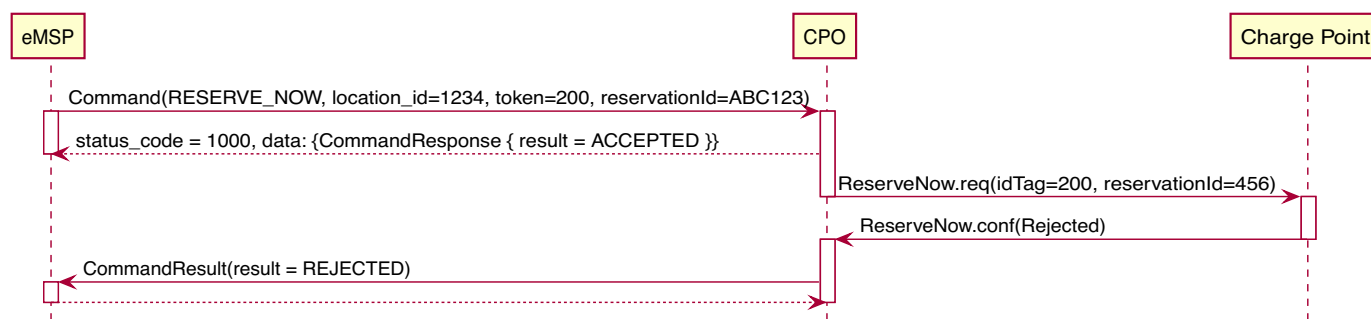 eMSP
CPO
Charge Point
Command(RESERVE_NOW, location_id=1234, token=200, reservationId=ABC123)
status_code = 1000, data: {CommandResponse { result = ACCEPTED }}
ReserveNow.req(idTag=200, reservationId=456)
ReserveNow.conf(Rejected)
CommandResult(result = REJECTED)